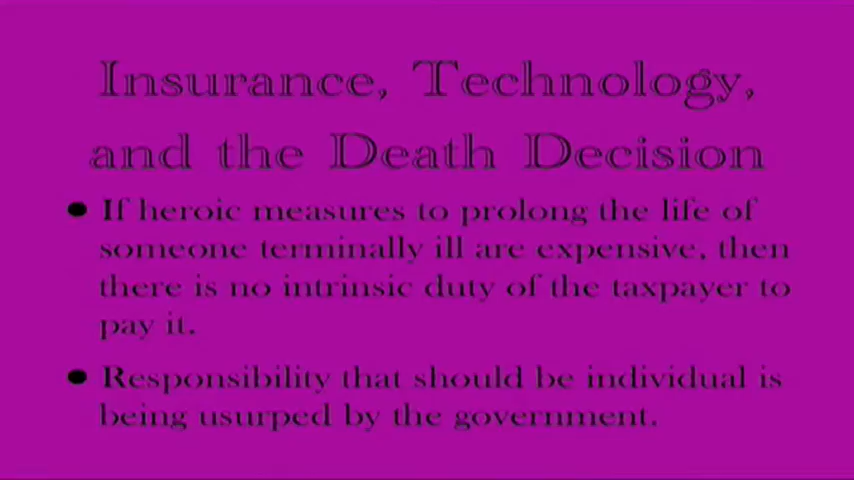 Insurance, Technology,
and the Death Decision
• If heroic measures to prolong the life of
someone terminally ill are expensive, then
there is no intrinsic duty of the taxpayer to
pay it.
• Responsibility that should be individual is
being usurped by the government.